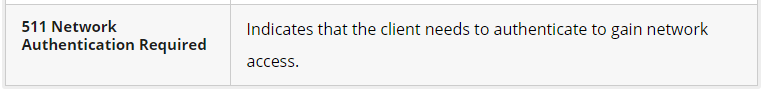 511 Network
Authentication Required
Indicates that the client needs to authenticate to gain network
access.